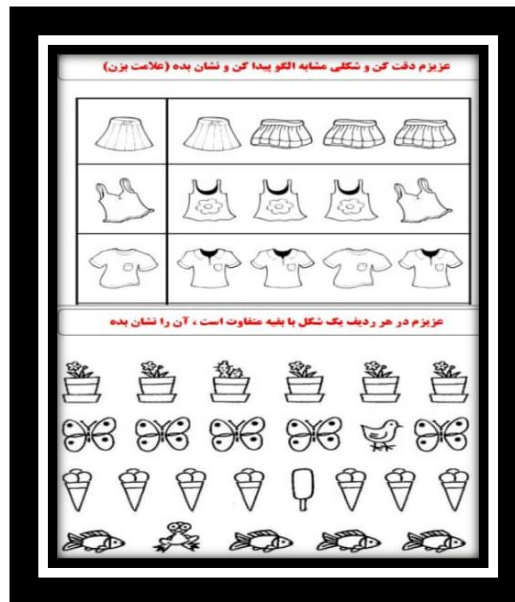 عزیزم دقت کن و شکلی مشابه الگو پیدا کن و نشان بده (علامت بزن)
عزیزم در هر ردیف یک شکل با بقیه متفاوت است ، آن را نشان بده